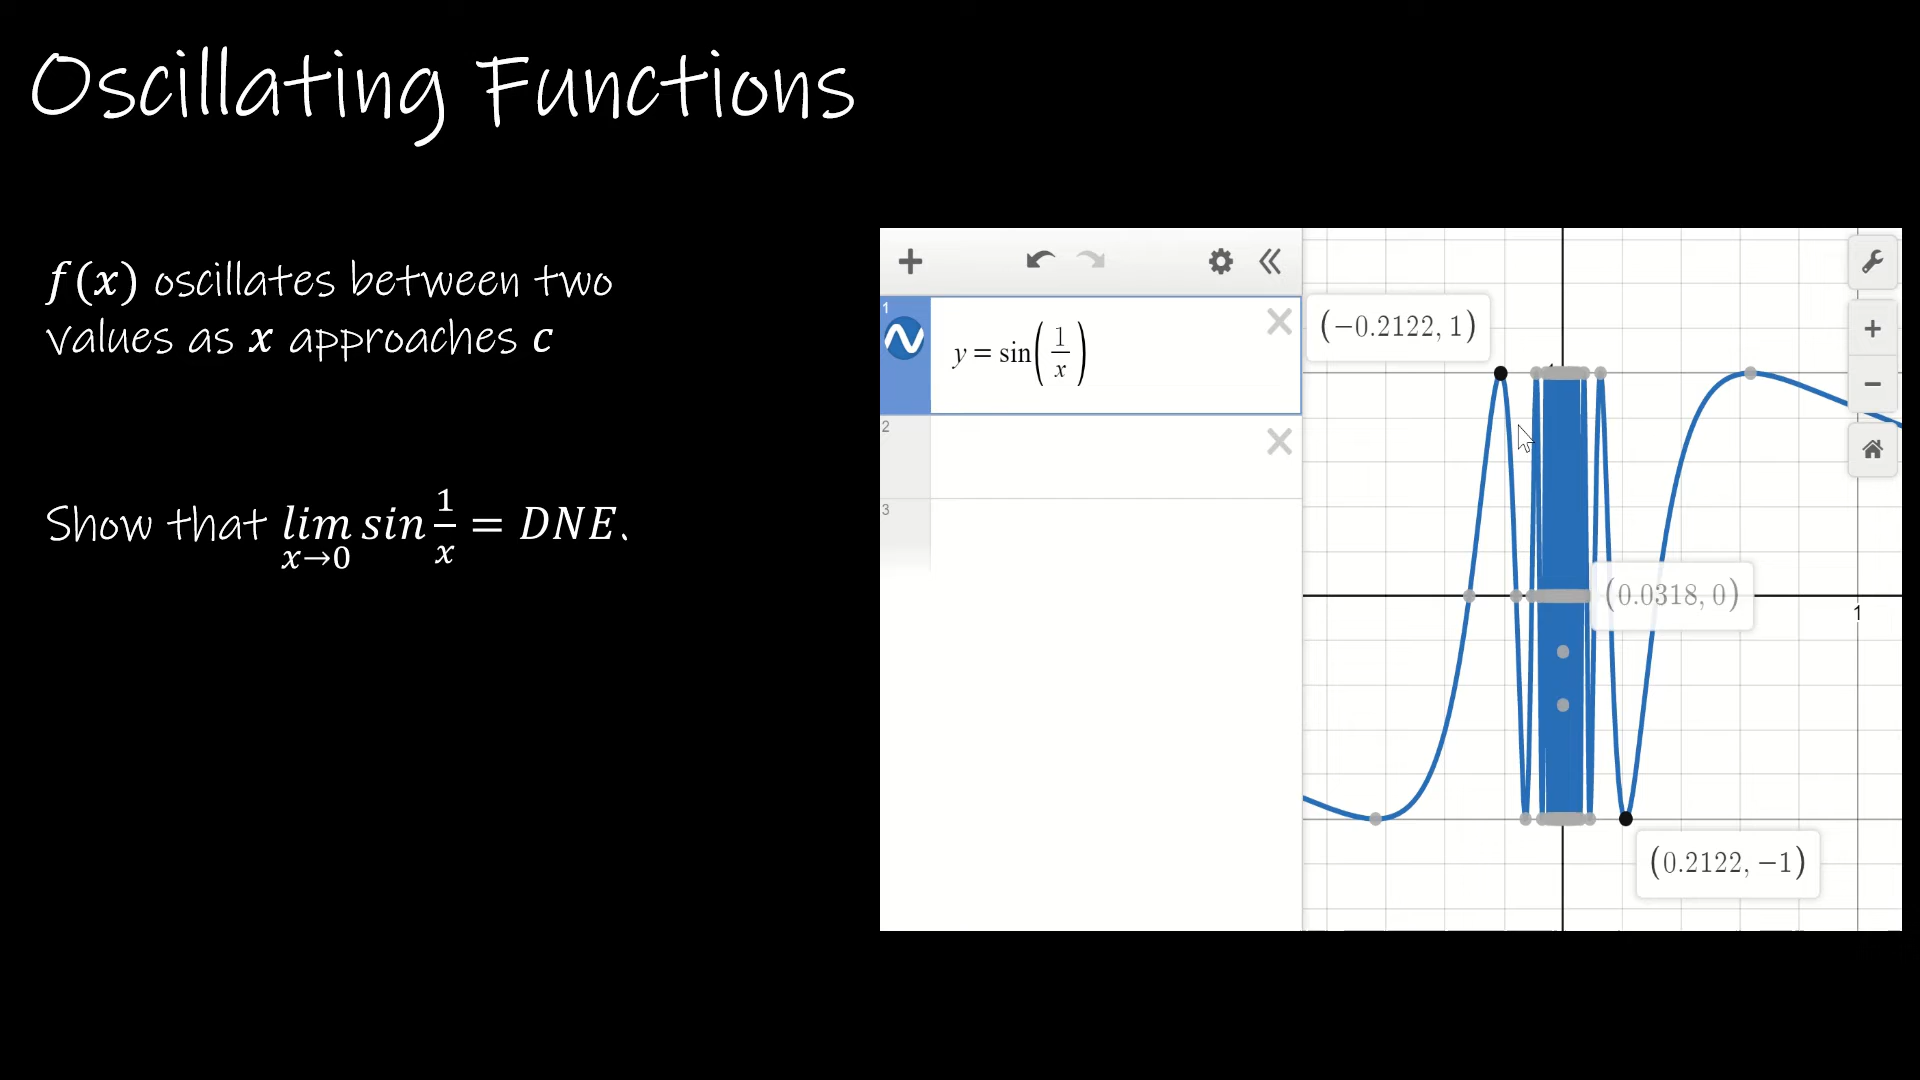 Oscillating Functions
f(x) oscillates between two
values as x approaches c
Show that lim x→0 sin 1/x = DNE.
1
y = sin(1/x)
2
3
(−0.2122, 1)
(0.0318, 0)
1
(0.2122, −1)